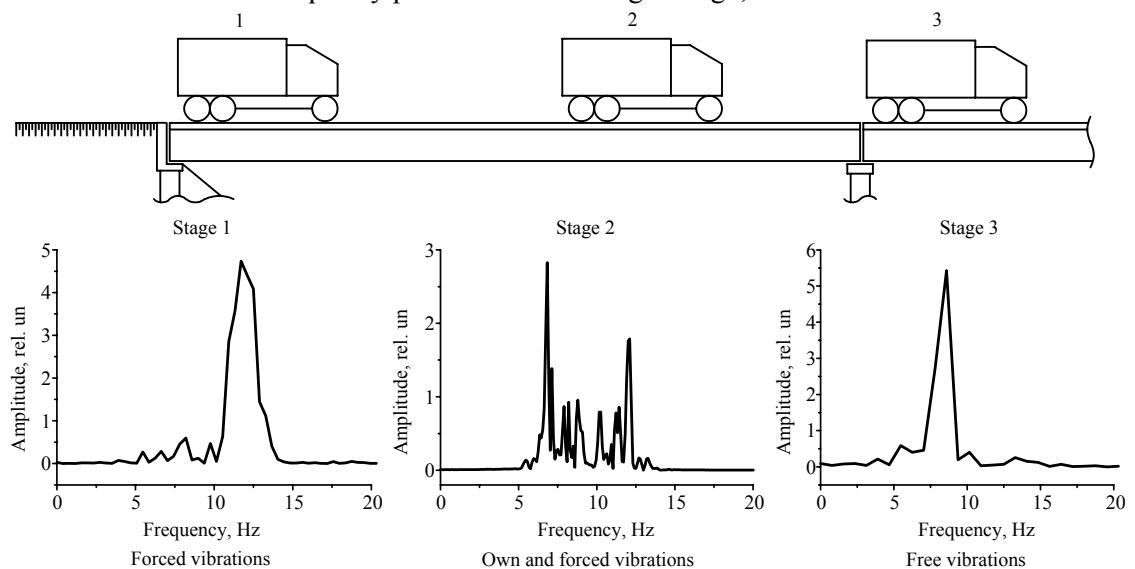 1
2
3
Stage 1
5
4
3
2
1
0
Amplitude, rel. un
0
5
10
15
20
Frequency, Hz
Forced vibrations
Stage 2
3
2
1
0
Amplitude, rel. un
0
5
10
15
20
Frequency, Hz
Own and forced vibrations
Stage 3
6
5
4
3
2
1
0
Amplitude, rel. un
0
5
10
15
20
Frequency, Hz
Free vibrations